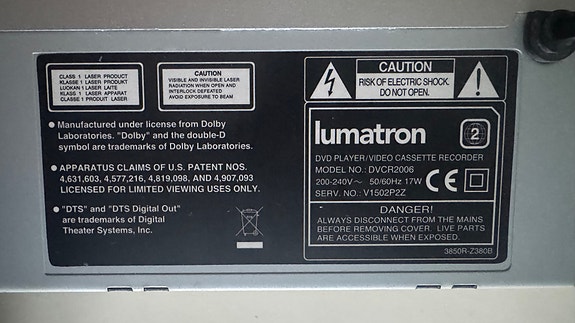 CLASS 1 LASER PRODUCT
KLASSE 1 LASER PRODUKT
LUOKAN 1 LASER LAITE
KLASS 1 LASER APPARAT
CLASSE 1 PRODUIT LASER
CAUTION
VISIBLE AND INVISIBLE LASER
RADIATION WHEN OPEN AND
INTERLOCK DEFEATED
AVOID EXPOSURE TO BEAM
● Manufactured under license from Dolby
Laboratories. "Dolby" and the double-D
symbol are trademarks of Dolby Laboratories.
● APPARATUS CLAIMS OF U.S. PATENT NOS.
4,631,603, 4,577,216, 4,819,098, AND 4,907,093
LICENSED FOR LIMITED VIEWING USES ONLY.
● "DTS" and "DTS Digital Out"
are trademarks of Digital
Theater Systems, Inc.
CAUTION
RISK OF ELECTRIC SHOCK.
DO NOT OPEN.
lumatron
2
DVD PLAYER/VIDEO CASSETTE RECORDER
MODEL NO.: DVCR2006
200-240V～ 50/60Hz 17W
SERV. NO.: V1502P2Z
CE
DANGER!
ALWAYS DISCONNECT FROM THE MAINS
BEFORE REMOVING COVER. LIVE PARTS
ARE ACCESSIBLE WHEN EXPOSED.
3850R-Z380B